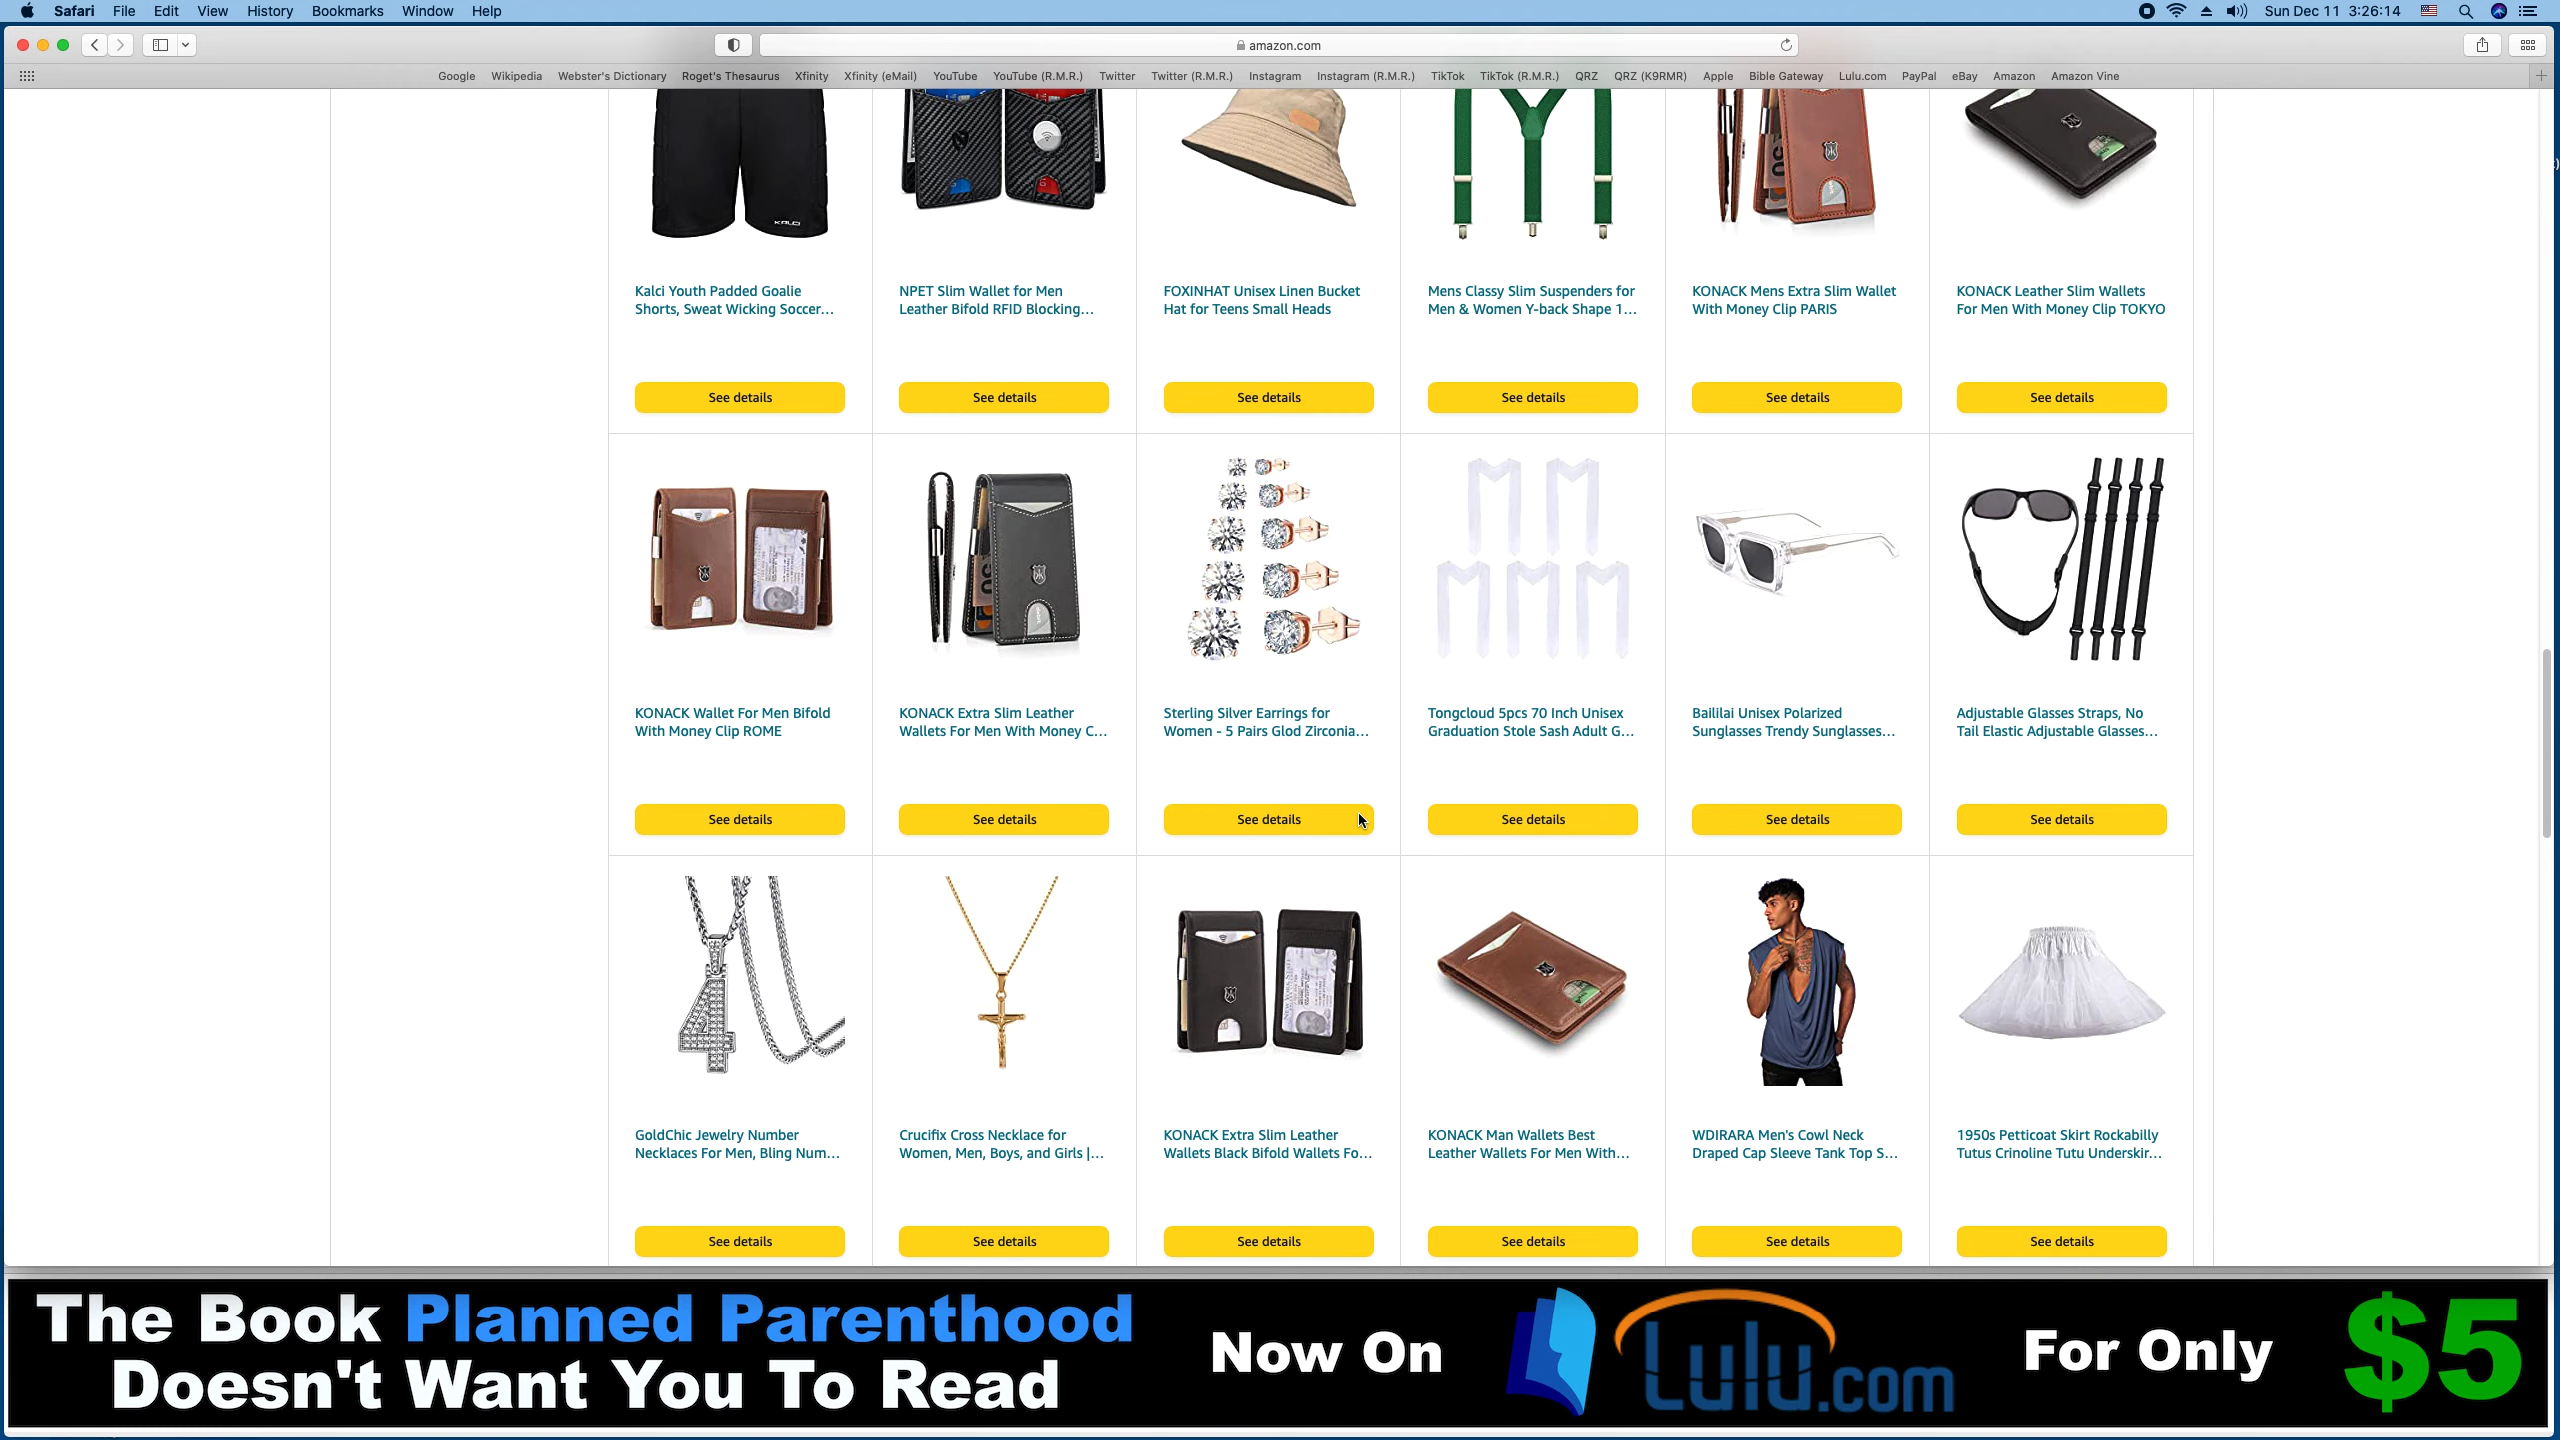 Safari File Edit View History Bookmarks Window Help
Sun Dec 11 3:26:14
amazon.com
Google Wikipedia Webster's Dictionary Roget's Thesaurus Xfinity Xfinity (eMail) YouTube YouTube (R.M.R.) Twitter Twitter (R.M.R.) Instagram Instagram (R.M.R.) TikTok TikTok (R.M.R.) QRZ QRZ (K9RMR) Apple Bible Gateway Lulu.com PayPal eBay Amazon Amazon Vine
KALCI
Kalci Youth Padded Goalie
Shorts, Sweat Wicking Soccer...
NPET Slim Wallet for Men
Leather Bifold RFID Blocking...
FOXINHAT Unisex Linen Bucket
Hat for Teens Small Heads
Mens Classy Slim Suspenders for
Men & Women Y-back Shape 1...
KONACK Mens Extra Slim Wallet
With Money Clip PARIS
KONACK Leather Slim Wallets
For Men With Money Clip TOKYO
See details See details See details See details See details See details
KONACK Wallet For Men Bifold
With Money Clip ROME
KONACK Extra Slim Leather
Wallets For Men With Money C...
Sterling Silver Earrings for
Women - 5 Pairs Glod Zirconia...
Tongcloud 5pcs 70 Inch Unisex
Graduation Stole Sash Adult G...
Baililai Unisex Polarized
Sunglasses Trendy Sunglasses...
Adjustable Glasses Straps, No
Tail Elastic Adjustable Glasses...
See details See details See details See details See details See details
4
GoldChic Jewelry Number
Necklaces For Men, Bling Num...
Crucifix Cross Necklace for
Women, Men, Boys, and Girls |...
KONACK Extra Slim Leather
Wallets Black Bifold Wallets Fo...
KONACK Man Wallets Best
Leather Wallets For Men With...
WDIRARA Men's Cowl Neck
Draped Cap Sleeve Tank Top S...
1950s Petticoat Skirt Rockabilly
Tutus Crinoline Tutu Underskir...
See details See details See details See details See details See details
The Book Planned Parenthood
Doesn't Want You To Read
Now On
Lulu.com
For Only
$5